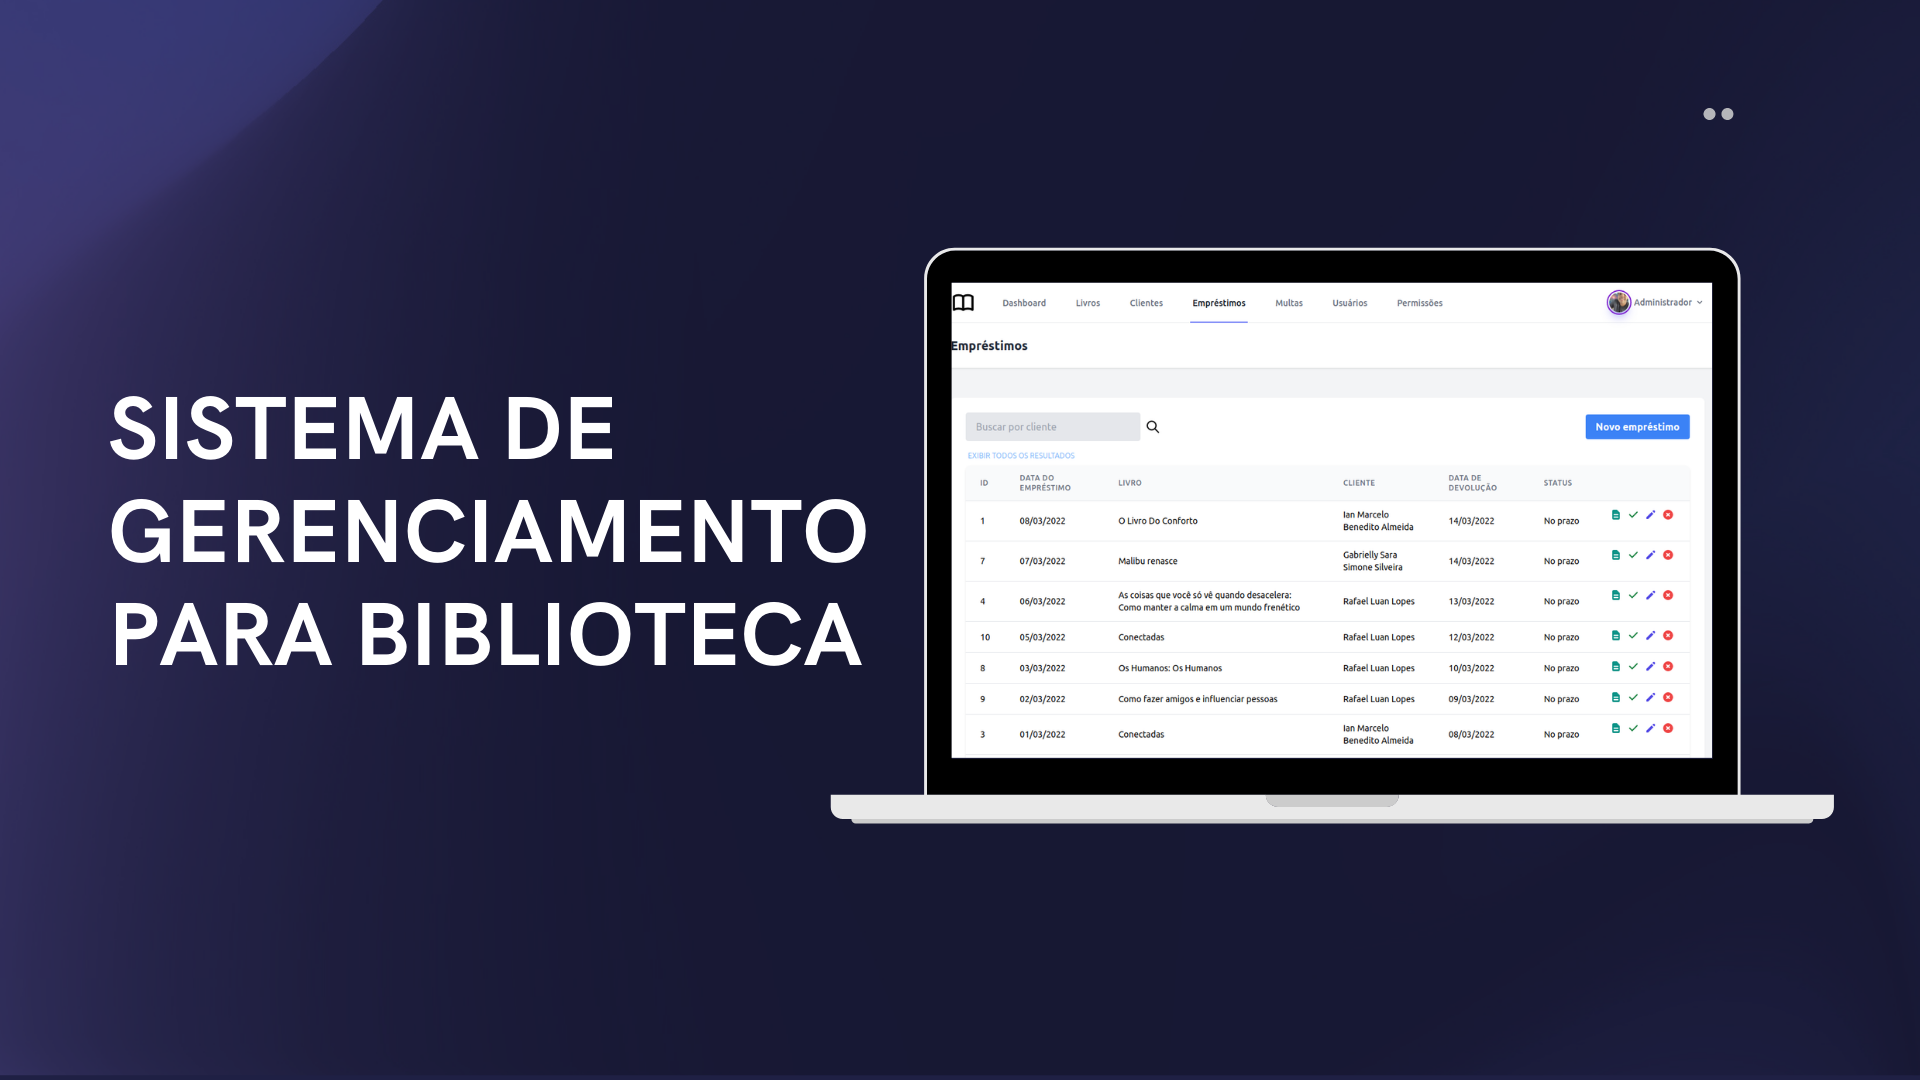 SISTEMA DE
GERENCIAMENTO
PARA BIBLIOTECA
Dashboard Livros Clientes Empréstimos Multas Usuários Permissões Administrador
Empréstimos
Buscar por cliente Novo empréstimo
EXIBIR TODOS OS RESULTADOS
ID DATA DO EMPRÉSTIMO LIVRO CLIENTE DATA DE DEVOLUÇÃO STATUS
1 08/03/2022 O Livro Do Conforto Ian Marcelo Benedito Almeida 14/03/2022 No prazo
7 07/03/2022 Malibu renasce Gabrielly Sara Simone Silveira 14/03/2022 No prazo
4 06/03/2022 As coisas que você só vê quando desacelera: Como manter a calma em um mundo frenético Rafael Luan Lopes 13/03/2022 No prazo
10 05/03/2022 Conectadas Rafael Luan Lopes 12/03/2022 No prazo
8 03/03/2022 Os Humanos: Os Humanos Rafael Luan Lopes 10/03/2022 No prazo
9 02/03/2022 Como fazer amigos e influenciar pessoas Rafael Luan Lopes 09/03/2022 No prazo
3 01/03/2022 Conectadas Ian Marcelo Benedito Almeida 08/03/2022 No prazo